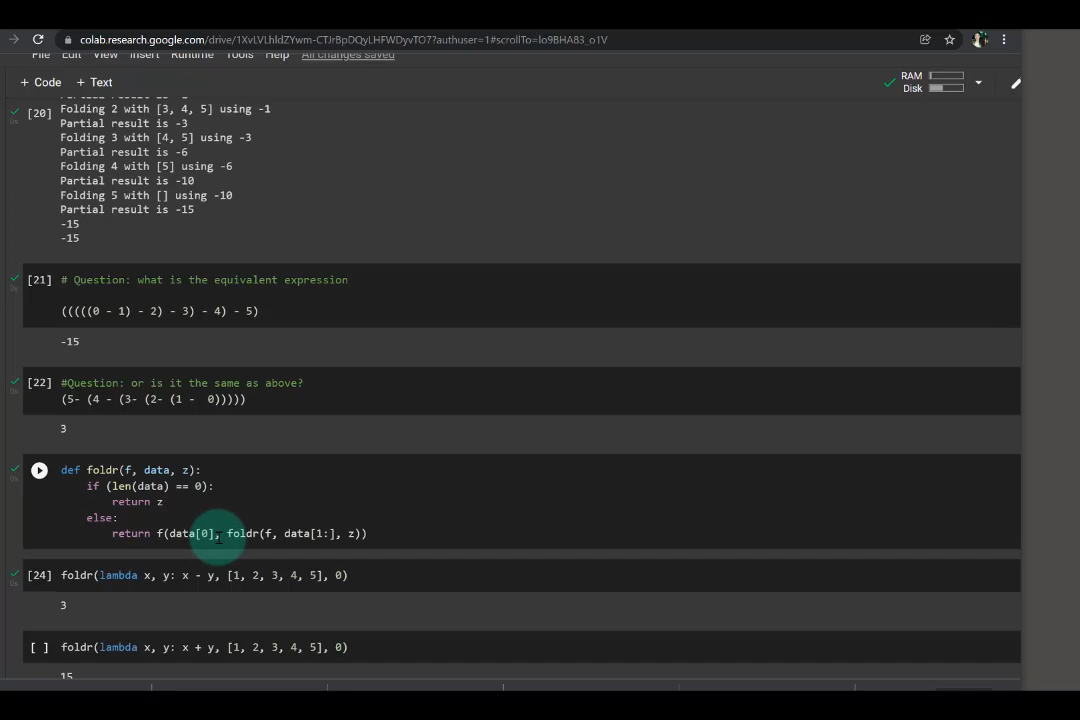 colab.research.google.com/drive/1XvLVLhldZYwm-CTJrBpDQyLHFWDyvTO7?authuser=1#scrollTo=lo9BHA83_o1V
File Edit View Insert Runtime Tools Help All changes saved
+ Code + Text
RAM
Disk
[20]
Folding 2 with [3, 4, 5] using -1
Partial result is -3
Folding 3 with [4, 5] using -3
Partial result is -6
Folding 4 with [5] using -6
Partial result is -10
Folding 5 with [] using -10
Partial result is -15
-15
-15
[21] # Question: what is the equivalent expression
(((((0 - 1) - 2) - 3) - 4) - 5)
-15
[22] #Question: or is it the same as above?
(5- (4 - (3- (2- (1 - 0)))))
3
def foldr(f, data, z):
if (len(data) == 0):
return z
else:
return f(data[0], foldr(f, data[1:], z))
[24] foldr(lambda x, y: x - y, [1, 2, 3, 4, 5], 0)
3
[ ] foldr(lambda x, y: x + y, [1, 2, 3, 4, 5], 0)
15